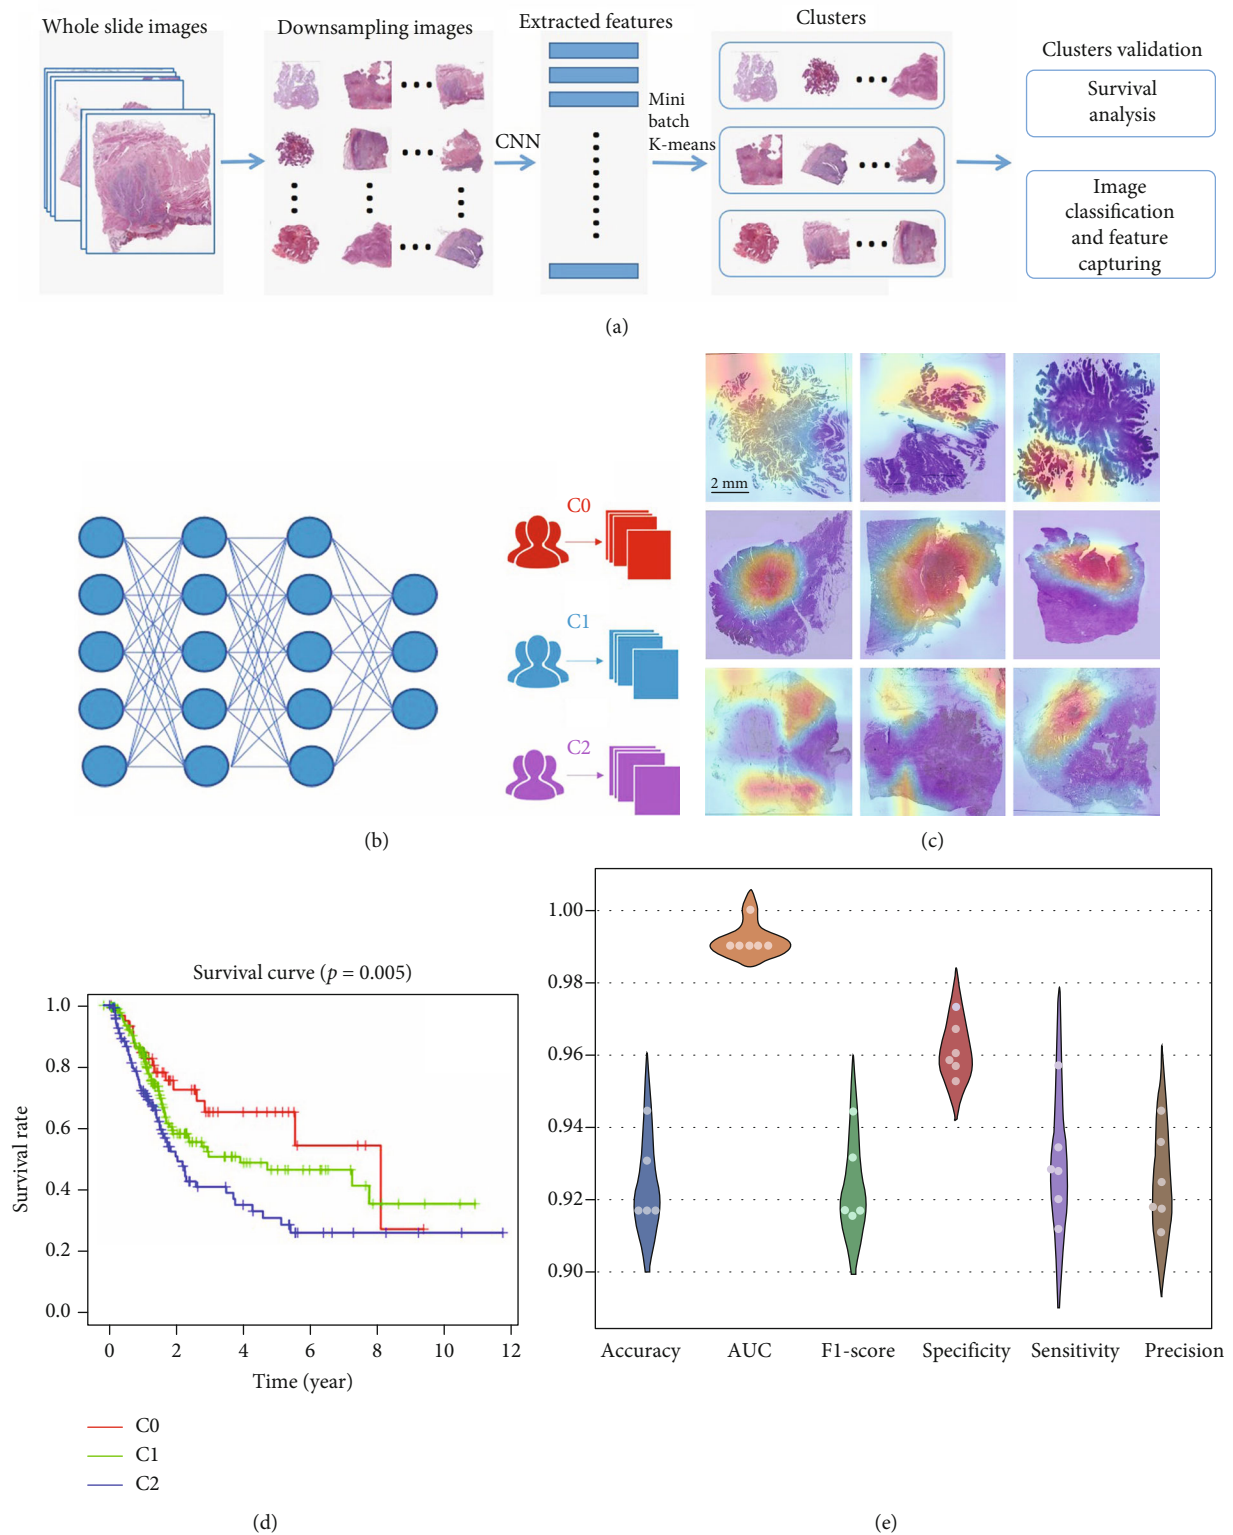 Whole slide images
Downsampling images
Extracted features
Clusters
Clusters validation
CNN
Mini
batch
K-means
Survival
analysis
Image
classification
and feature
capturing
(a)
C0
C1
C2
(b)
2 mm
(c)
Survival curve (p = 0.005)
Survival rate
1.0
0.8
0.6
0.4
0.2
0.0
0 2 4 6 8 10 12
Time (year)
C0
C1
C2
(d)
1.00
0.98
0.96
0.94
0.92
0.90
Accuracy AUC F1-score Specificity Sensitivity Precision
(e)